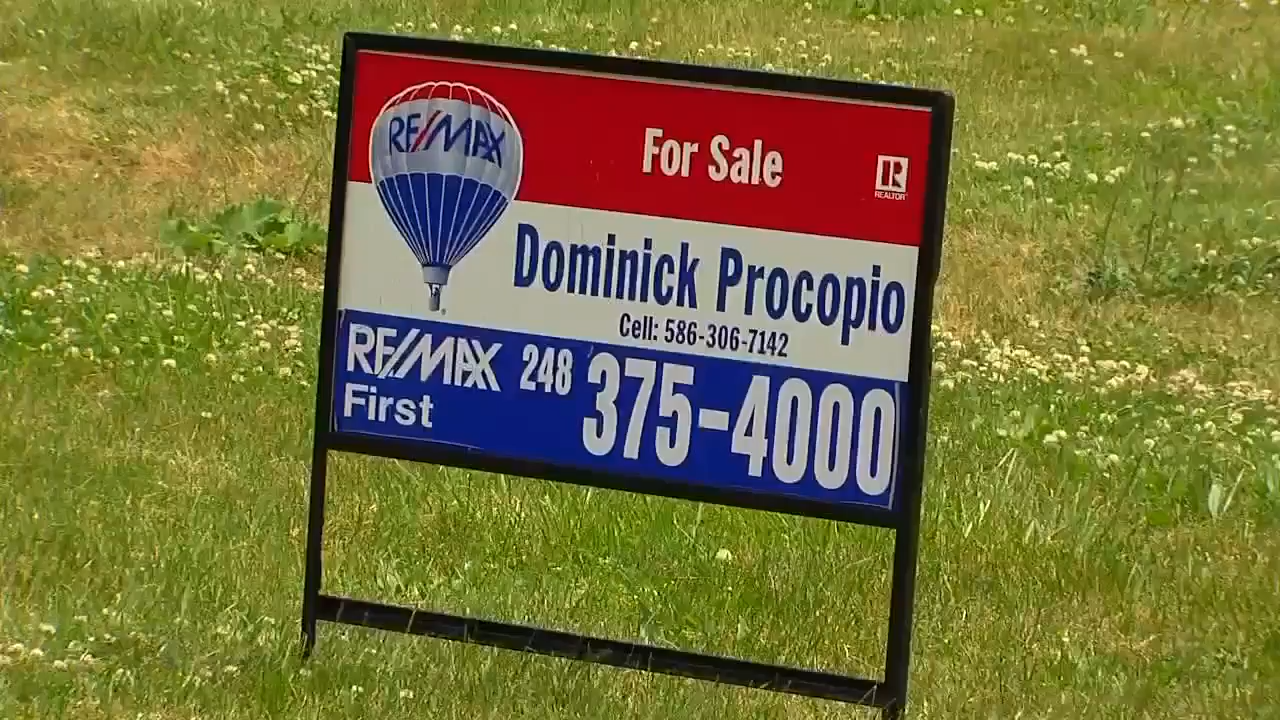 RE/MAX
For Sale
REALTOR®
Dominick Procopio
Cell: 586-306-7142
RE/MAX 248 375-4000
First